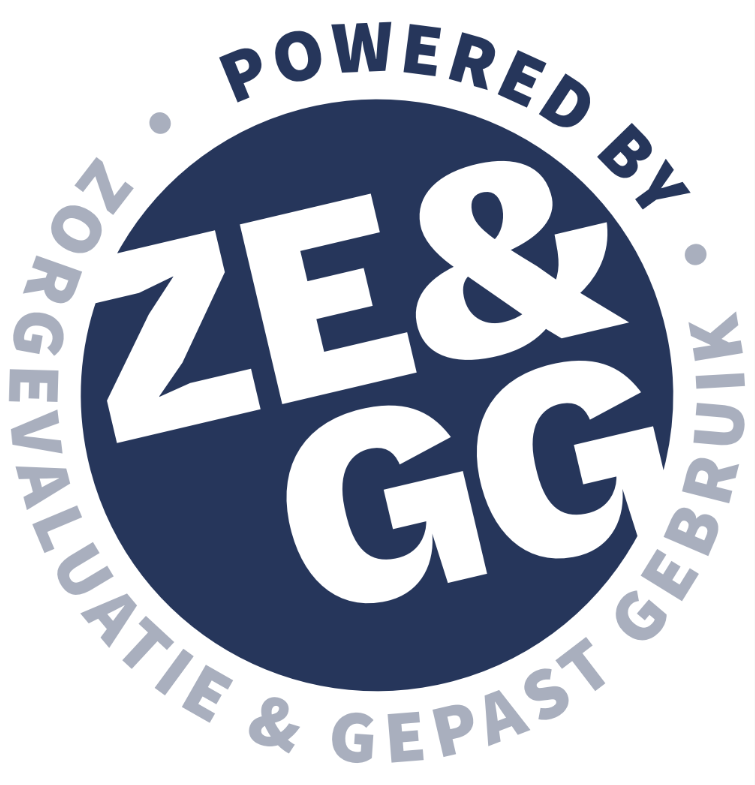 POWERED BY
ZE&
GG
ZORGEVALUATIE & GEPAST GEBRUIK